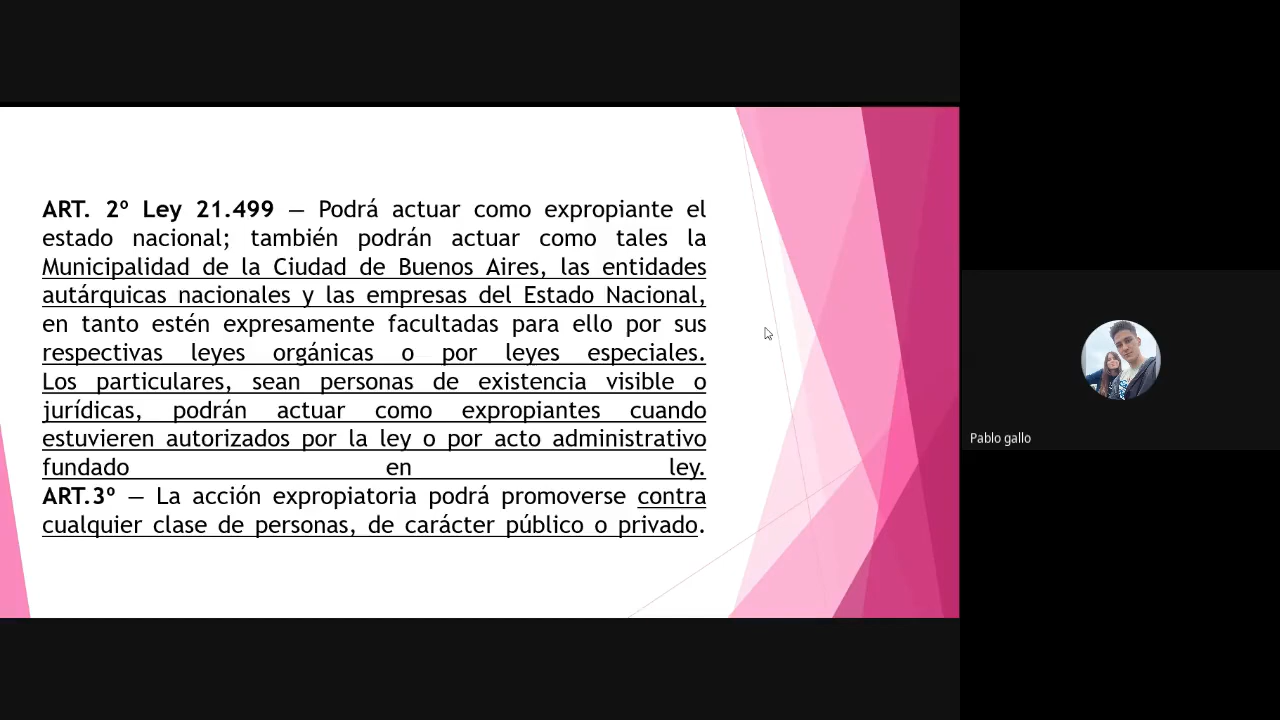 ART. 2º Ley 21.499 — Podrá actuar como expropiante el
estado nacional; también podrán actuar como tales la
Municipalidad de la Ciudad de Buenos Aires, las entidades
autárquicas nacionales y las empresas del Estado Nacional,
en tanto estén expresamente facultadas para ello por sus
respectivas leyes orgánicas o por leyes especiales.
Los particulares, sean personas de existencia visible o
jurídicas, podrán actuar como expropiantes cuando
estuvieren autorizados por la ley o por acto administrativo
fundado en ley.
ART.3º — La acción expropiatoria podrá promoverse contra
cualquier clase de personas, de carácter público o privado.
Pablo gallo